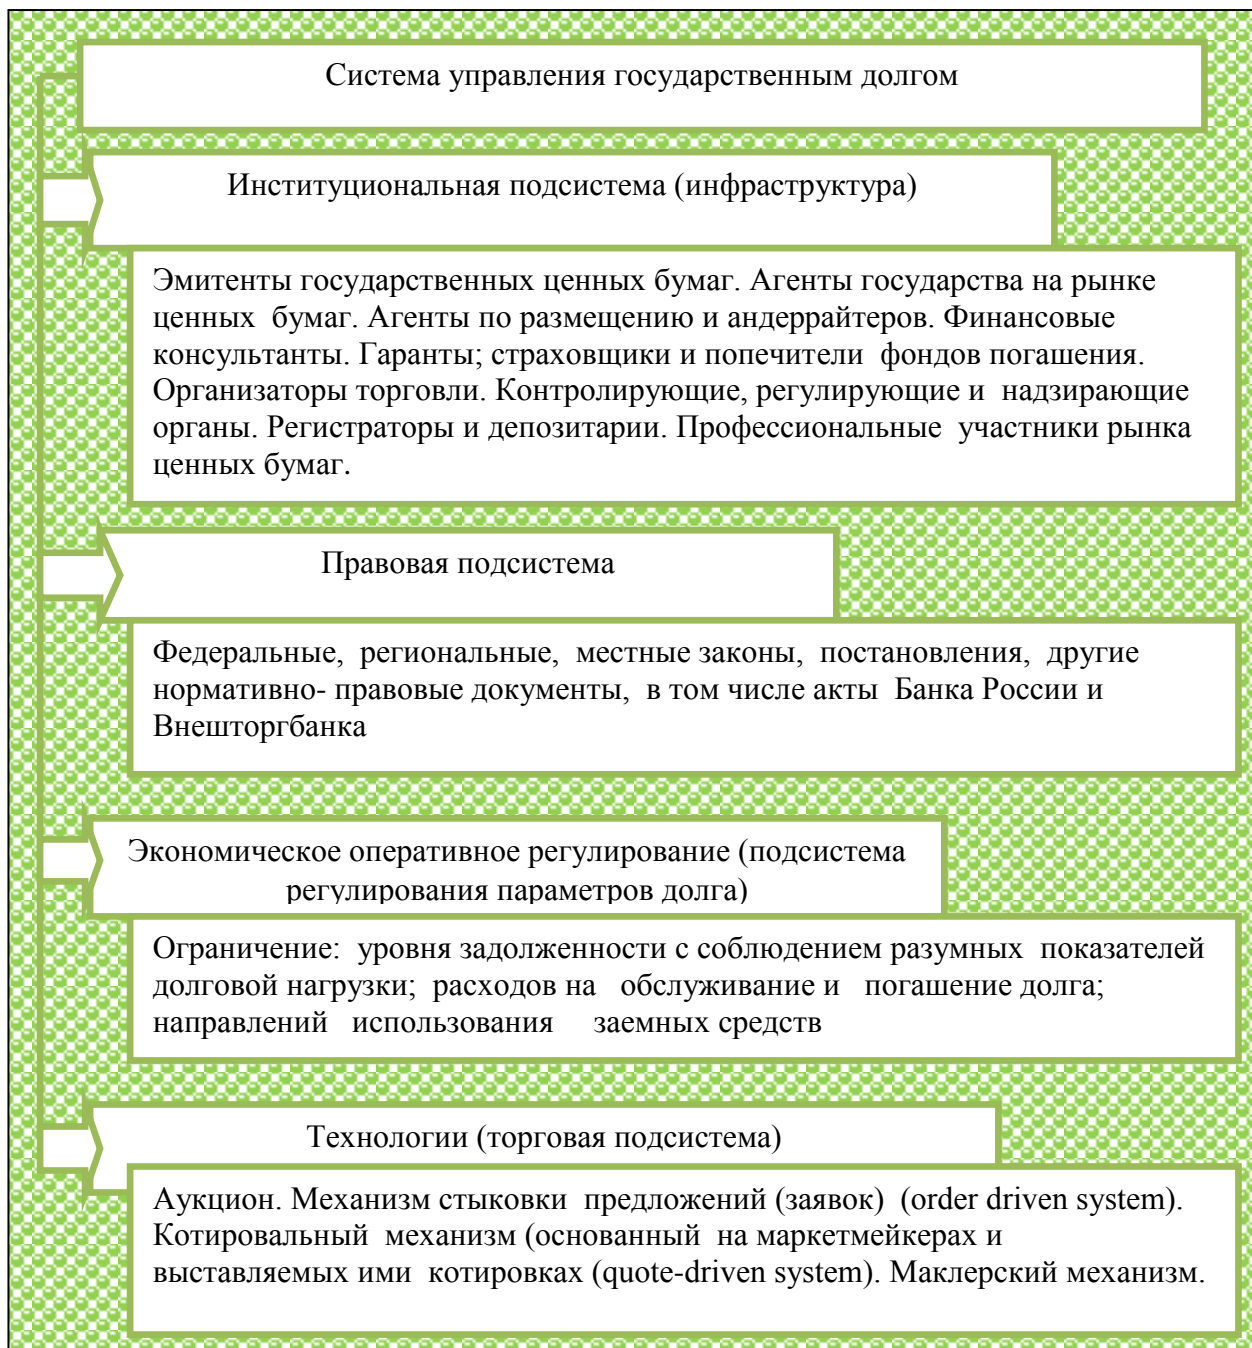 Система управления государственным долгом
Институциональная подсистема (инфраструктура)
Эмитенты государственных ценных бумаг. Агенты государства на рынке
ценных бумаг. Агенты по размещению и андеррайтеров. Финансовые
консультанты. Гаранты; страховщики и попечители фондов погашения.
Организаторы торговли. Контролирующие, регулирующие и надзирающие
органы. Регистраторы и депозитарии. Профессиональные участники рынка
ценных бумаг.
Правовая подсистема
Федеральные, региональные, местные законы, постановления, другие
нормативно- правовые документы, в том числе акты Банка России и
Внешторгбанка
Экономическое оперативное регулирование (подсистема
регулирования параметров долга)
Ограничение: уровня задолженности с соблюдением разумных показателей
долговой нагрузки; расходов на обслуживание и погашение долга;
направлений использования заемных средств
Технологии (торговая подсистема)
Аукцион. Механизм стыковки предложений (заявок) (order driven system).
Котировальный механизм (основанный на маркетмейкерах и
выставляемых ими котировках (quote-driven system). Маклерский механизм.